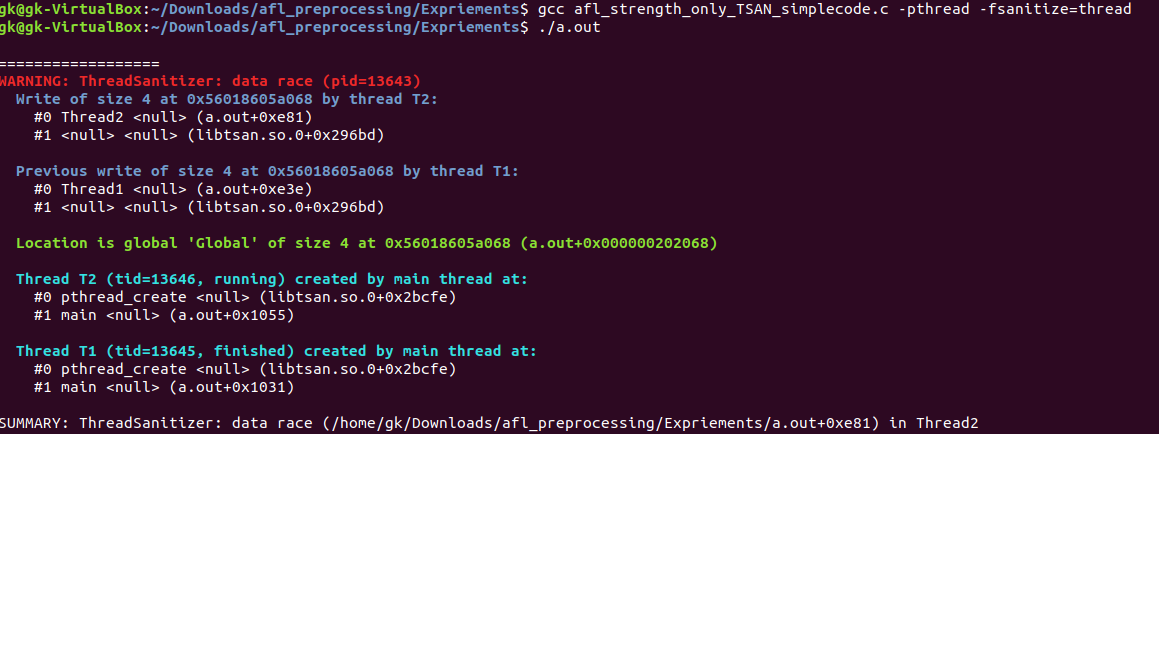 gk@gk-VirtualBox:~/Downloads/afl_preprocessing/Expriements$ gcc afl_strength_only_TSAN_simplecode.c -pthread -fsanitize=thread
gk@gk-VirtualBox:~/Downloads/afl_preprocessing/Expriements$ ./a.out
==================
WARNING: ThreadSanitizer: data race (pid=13643)
  Write of size 4 at 0x56018605a068 by thread T2:
    #0 Thread2 <null> (a.out+0xe81)
    #1 <null> <null> (libtsan.so.0+0x296bd)

  Previous write of size 4 at 0x56018605a068 by thread T1:
    #0 Thread1 <null> (a.out+0xe3e)
    #1 <null> <null> (libtsan.so.0+0x296bd)

  Location is global 'Global' of size 4 at 0x56018605a068 (a.out+0x000000202068)

  Thread T2 (tid=13646, running) created by main thread at:
    #0 pthread_create <null> (libtsan.so.0+0x2bcfe)
    #1 main <null> (a.out+0x1055)

  Thread T1 (tid=13645, finished) created by main thread at:
    #0 pthread_create <null> (libtsan.so.0+0x2bcfe)
    #1 main <null> (a.out+0x1031)

SUMMARY: ThreadSanitizer: data race (/home/gk/Downloads/afl_preprocessing/Expriements/a.out+0xe81) in Thread2